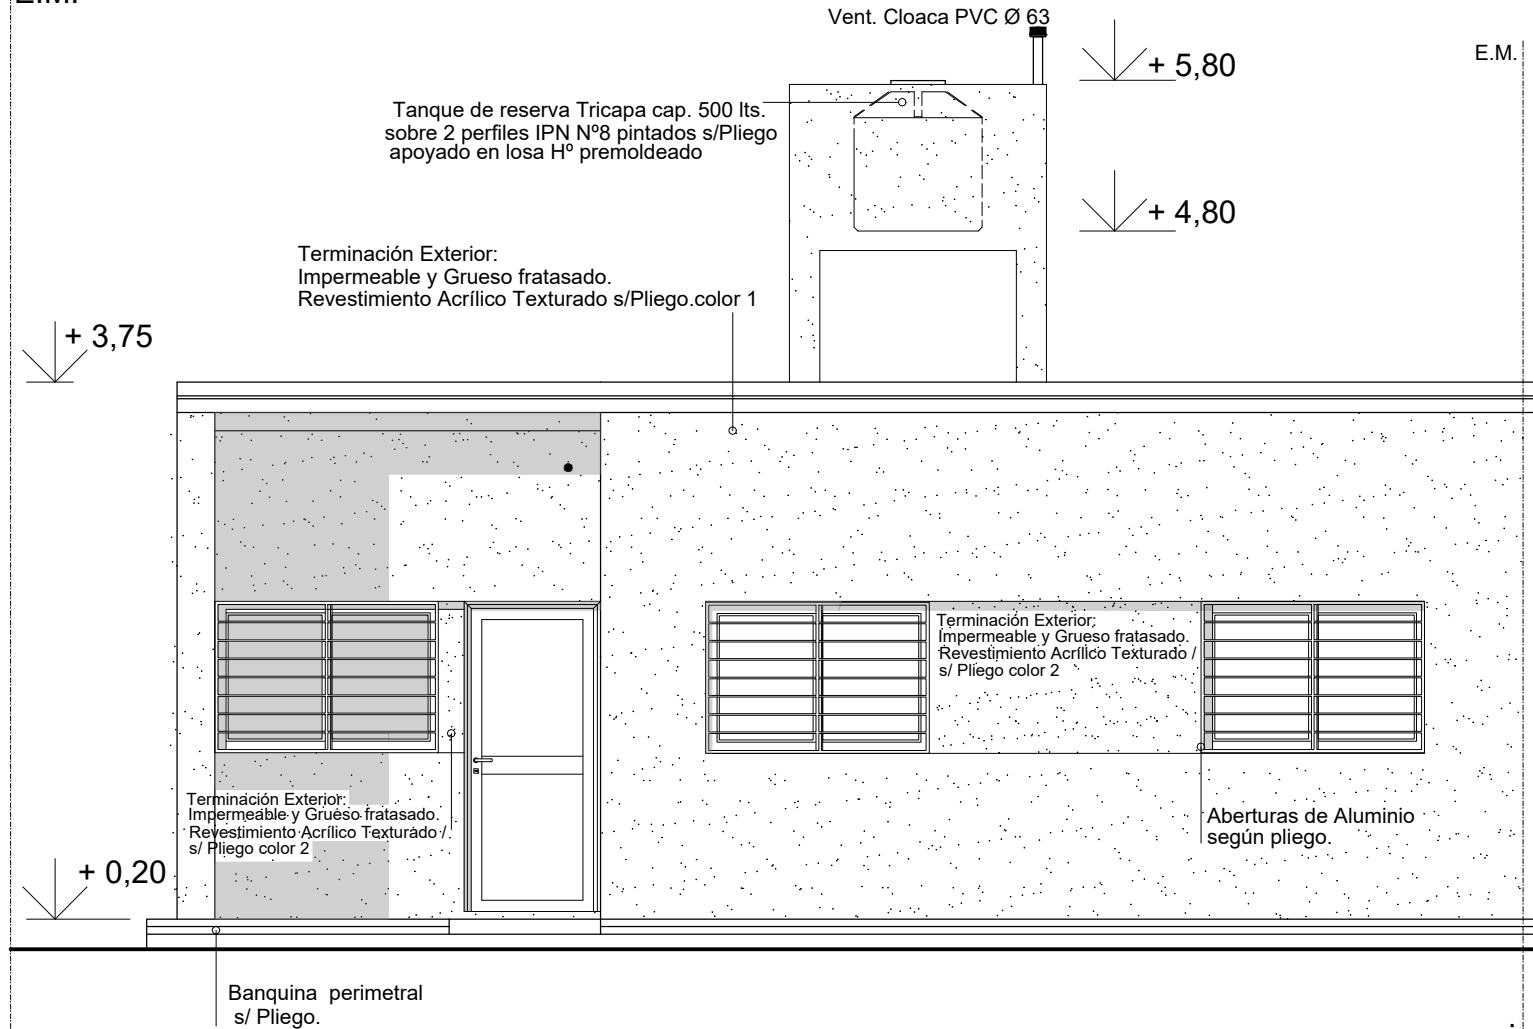 E.M.
Vent. Cloaca PVC Ø 63
+ 5,80
E.M.
Tanque de reserva Tricapa cap. 500 lts.
sobre 2 perfiles IPN Nº8 pintados s/Pliego
apoyado en losa Hº premoldeado
+ 4,80
Terminación Exterior:
Impermeable y Grueso fratasado.
Revestimiento Acrílico Texturado s/Pliego.color 1
+ 3,75
Terminación Exterior:
Impermeable y Grueso fratasado.
Revestimiento Acrílico Texturado /
s/ Pliego color 2
Terminación Exterior:
Impermeable y Grueso fratasado.
Revestimiento Acrílico Texturado /
s/ Pliego color 2
Aberturas de Aluminio
según pliego.
+ 0,20
Banquina perimetral
s/ Pliego.